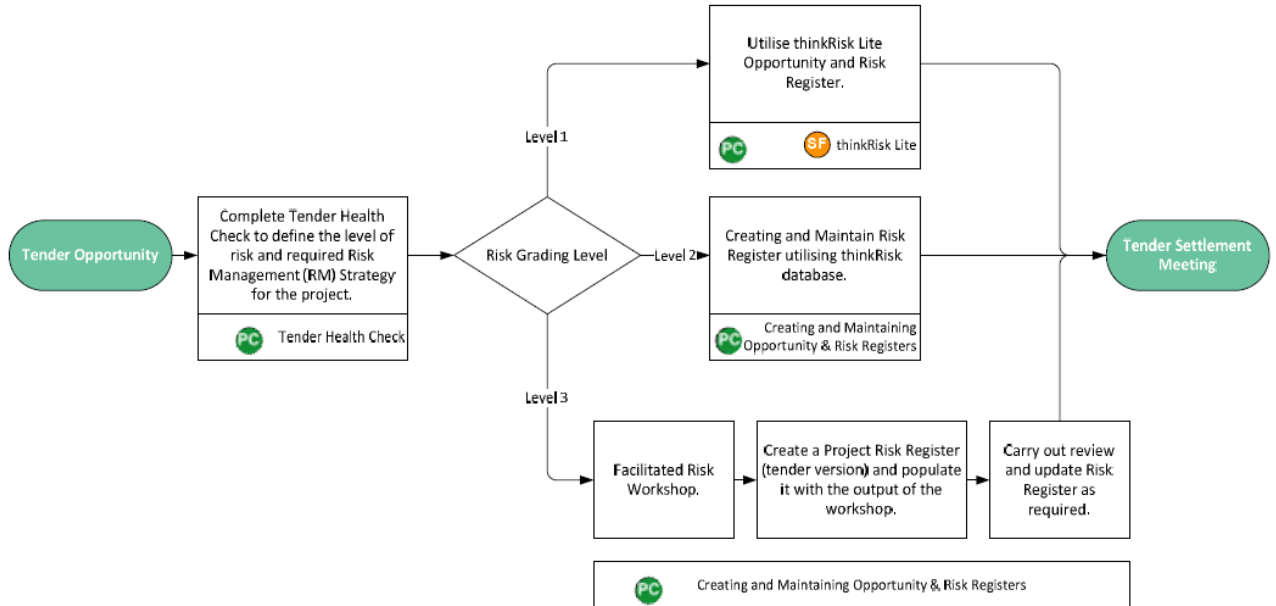 Utilise thinkRisk Lite
Opportunity and Risk
Register.
PC
SF thinkRisk Lite
Level 1
Tender Opportunity
Complete Tender Health
Check to define the level of
risk and required Risk
Management (RM) Strategy
for the project.
PC Tender Health Check
Risk Grading Level
Level 2
Creating and Maintain Risk
Register utilising thinkRisk
database.
PC
Creating and Maintaining
Opportunity & Risk Registers
Tender Settlement
Meeting
Level 3
Facilitated Risk
Workshop.
Create a Project Risk Register
(tender version) and populate
it with the output of the
workshop.
Carry out review
and update Risk
Register as
required.
PC Creating and Maintaining Opportunity & Risk Registers